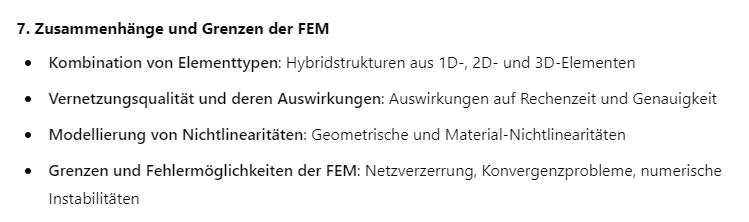 7. Zusammenhänge und Grenzen der FEM
• Kombination von Elementtypen: Hybridstrukturen aus 1D-, 2D- und 3D-Elementen
• Vernetzungsqualität und deren Auswirkungen: Auswirkungen auf Rechenzeit und Genauigkeit
• Modellierung von Nichtlinearitäten: Geometrische und Material-Nichtlinearitäten
• Grenzen und Fehlermöglichkeiten der FEM: Netzverzerrung, Konvergenzprobleme, numerische
Instabilitäten